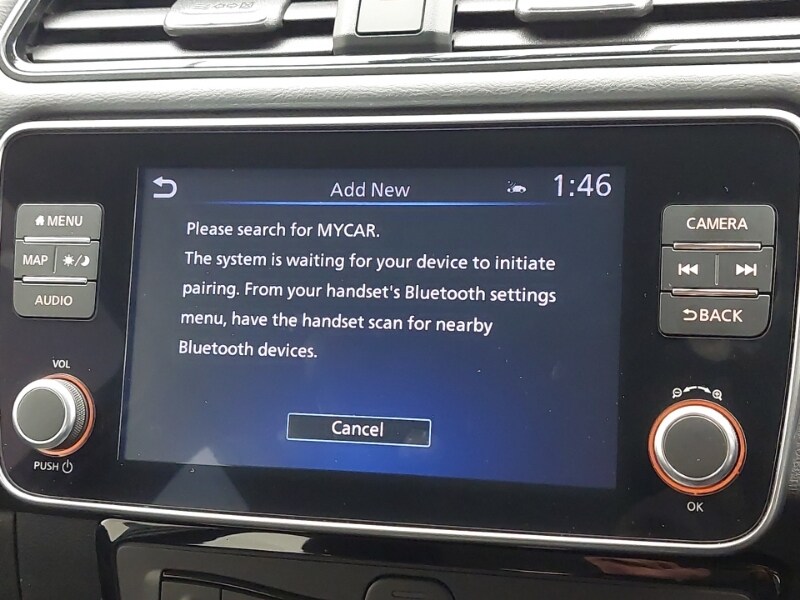 Add New
1:46
Please search for MYCAR.
The system is waiting for your device to initiate
pairing. From your handset's Bluetooth settings
menu, have the handset scan for nearby
Bluetooth devices.
Cancel
MENU
MAP
AUDIO
VOL
PUSH
CAMERA
BACK
OK